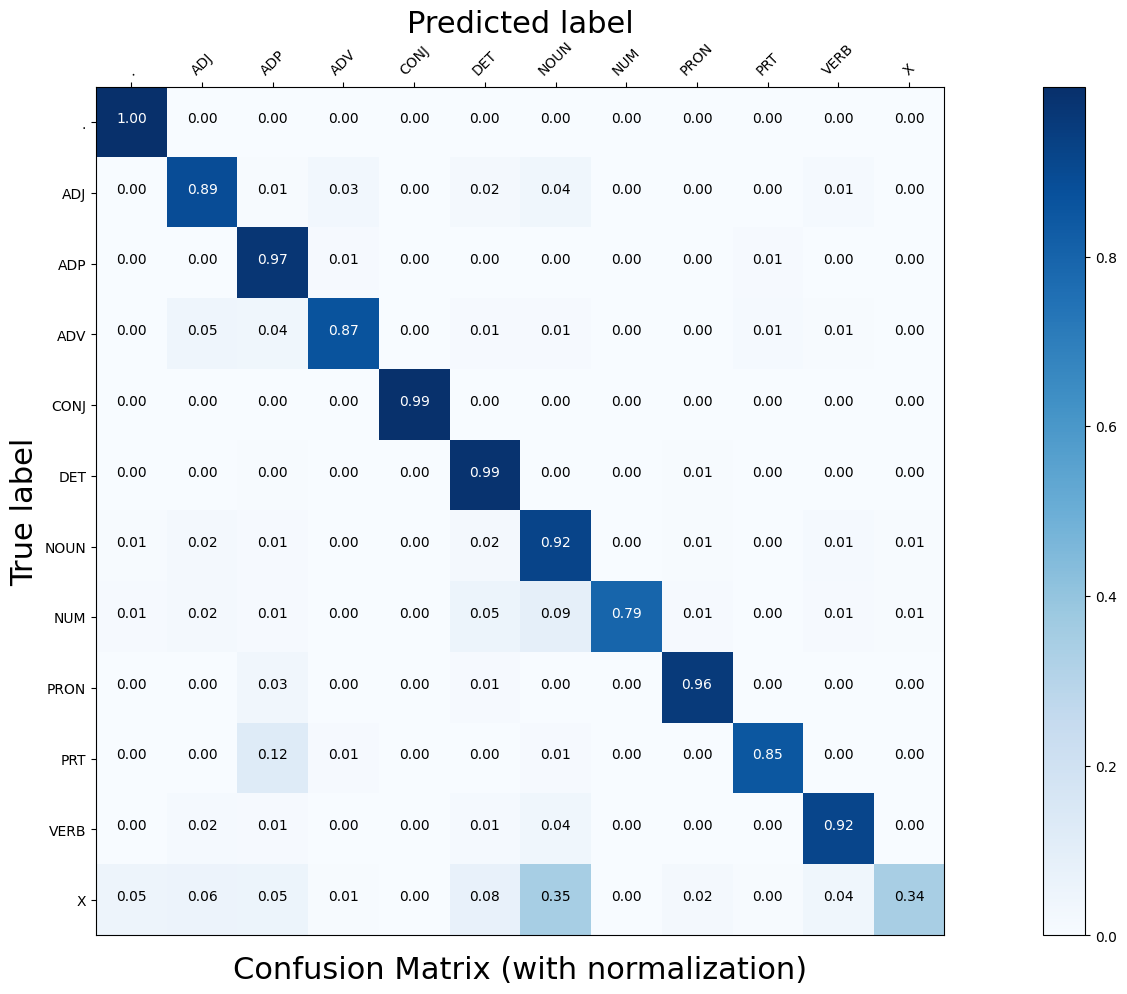 Predicted label
. ADJ ADP ADV CONJ DET NOUN NUM PRON PRT VERB X
. 1.00 0.00 0.00 0.00 0.00 0.00 0.00 0.00 0.00 0.00 0.00 0.00
ADJ 0.00 0.89 0.01 0.03 0.00 0.02 0.04 0.00 0.00 0.00 0.01 0.00
ADP 0.00 0.00 0.97 0.01 0.00 0.00 0.00 0.00 0.00 0.01 0.00 0.00
ADV 0.00 0.05 0.04 0.87 0.00 0.01 0.01 0.00 0.00 0.01 0.01 0.00
CONJ 0.00 0.00 0.00 0.00 0.99 0.00 0.00 0.00 0.00 0.00 0.00 0.00
DET 0.00 0.00 0.00 0.00 0.00 0.99 0.00 0.00 0.01 0.00 0.00 0.00
NOUN 0.01 0.02 0.01 0.00 0.00 0.02 0.92 0.00 0.01 0.00 0.01 0.01
NUM 0.01 0.02 0.01 0.00 0.00 0.05 0.09 0.79 0.01 0.00 0.01 0.01
PRON 0.00 0.00 0.03 0.00 0.00 0.01 0.00 0.00 0.96 0.00 0.00 0.00
PRT 0.00 0.00 0.12 0.01 0.00 0.00 0.01 0.00 0.00 0.85 0.00 0.00
VERB 0.00 0.02 0.01 0.00 0.00 0.01 0.04 0.00 0.00 0.00 0.92 0.00
X 0.05 0.06 0.05 0.01 0.00 0.08 0.35 0.00 0.02 0.00 0.04 0.34
True label
Confusion Matrix (with normalization)
0.8
0.6
0.4
0.2
0.0